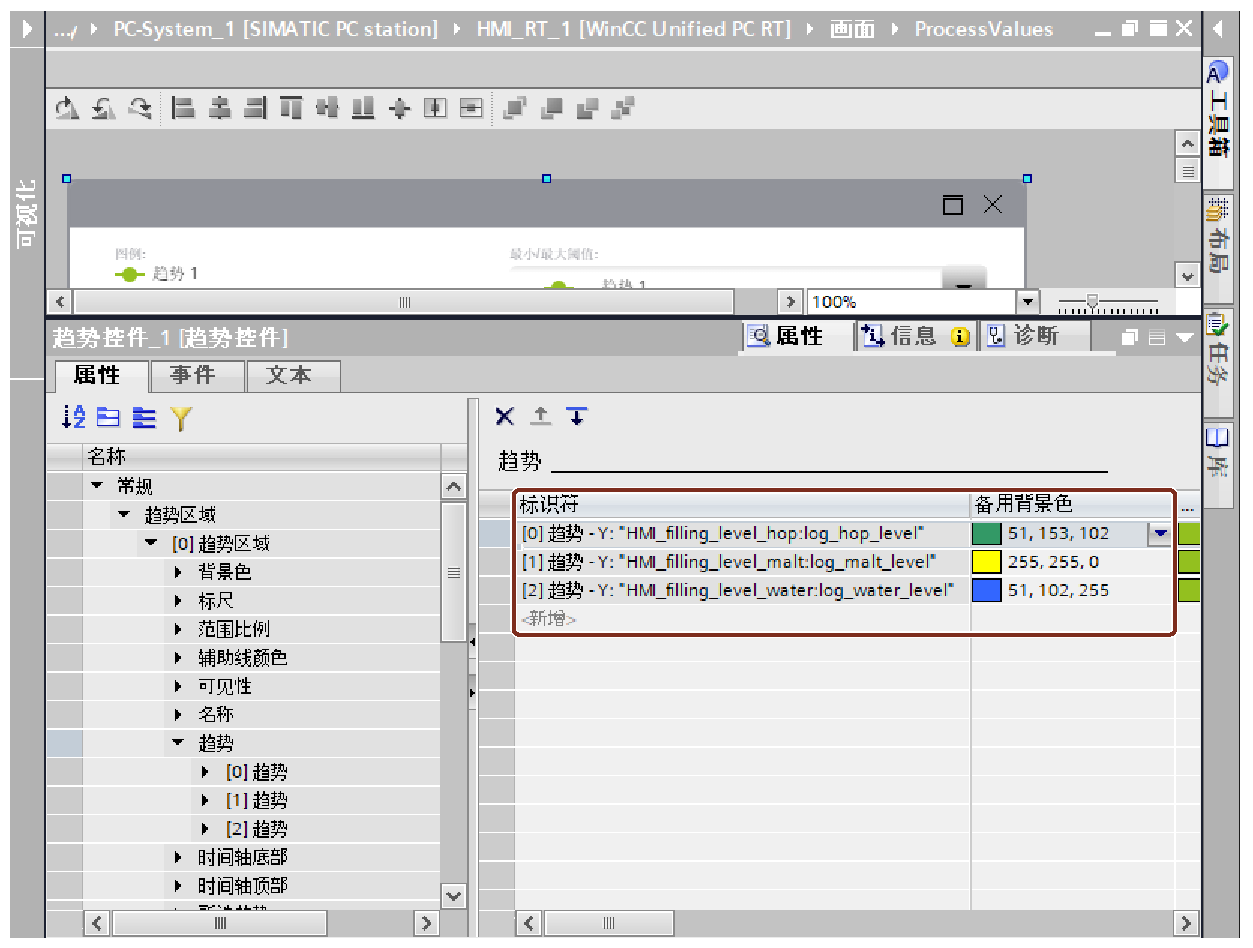 .../ PC-System_1 [SIMATIC PC station] HMI_RT_1 [WinCC Unified PC RT] 画面 ProcessValues
工具箱
布局
任务
库
可视化
图例:
趋势 1
最小/最大阈值:
趋势 1
100%
趋势控件_1 [趋势控件]
属性 信息 诊断
属性 事件 文本
名称
常规
趋势区域
[0] 趋势区域
背景色
标尺
范围比例
辅助线颜色
可见性
名称
趋势
[0] 趋势
[1] 趋势
[2] 趋势
时间轴底部
时间轴顶部
趋势
标识符 备用背景色 ...
[0] 趋势 - Y: "HMI_filling_level_hop:log_hop_level" 51, 153, 102
[1] 趋势 - Y: "HMI_filling_level_malt:log_malt_level" 255, 255, 0
[2] 趋势 - Y: "HMI_filling_level_water:log_water_level" 51, 102, 255
<新增>